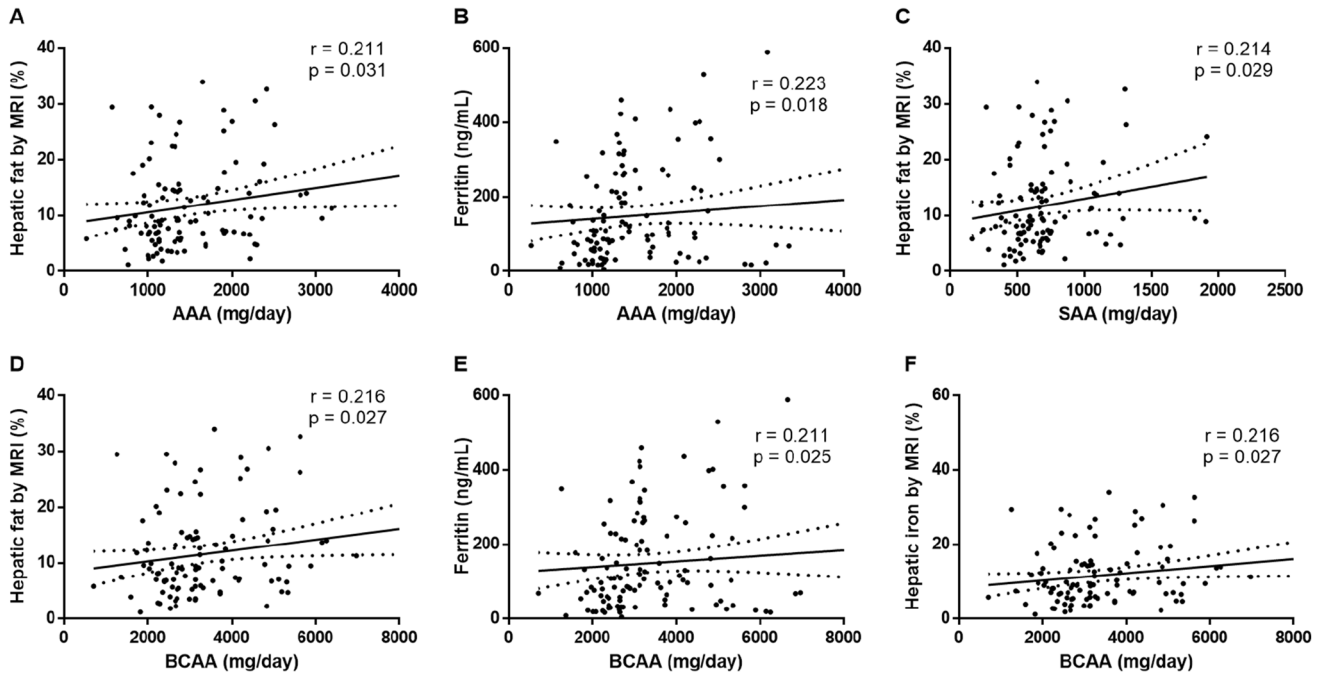 A
Hepatic fat by MRI (%)
40
30
20
10
0
r = 0.211
p = 0.031
0 1000 2000 3000 4000
AAA (mg/day)
B
Ferritin (ng/mL)
600
400
200
0
r = 0.223
p = 0.018
0 1000 2000 3000 4000
AAA (mg/day)
C
Hepatic fat by MRI (%)
40
30
20
10
0
r = 0.214
p = 0.029
0 500 1000 1500 2000 2500
SAA (mg/day)
D
Hepatic fat by MRI (%)
40
30
20
10
0
r = 0.216
p = 0.027
0 2000 4000 6000 8000
BCAA (mg/day)
E
Ferritin (ng/mL)
600
400
200
0
r = 0.211
p = 0.025
0 2000 4000 6000 8000
BCAA (mg/day)
F
Hepatic iron by MRI (%)
60
40
20
0
r = 0.216
p = 0.027
0 2000 4000 6000 8000
BCAA (mg/day)